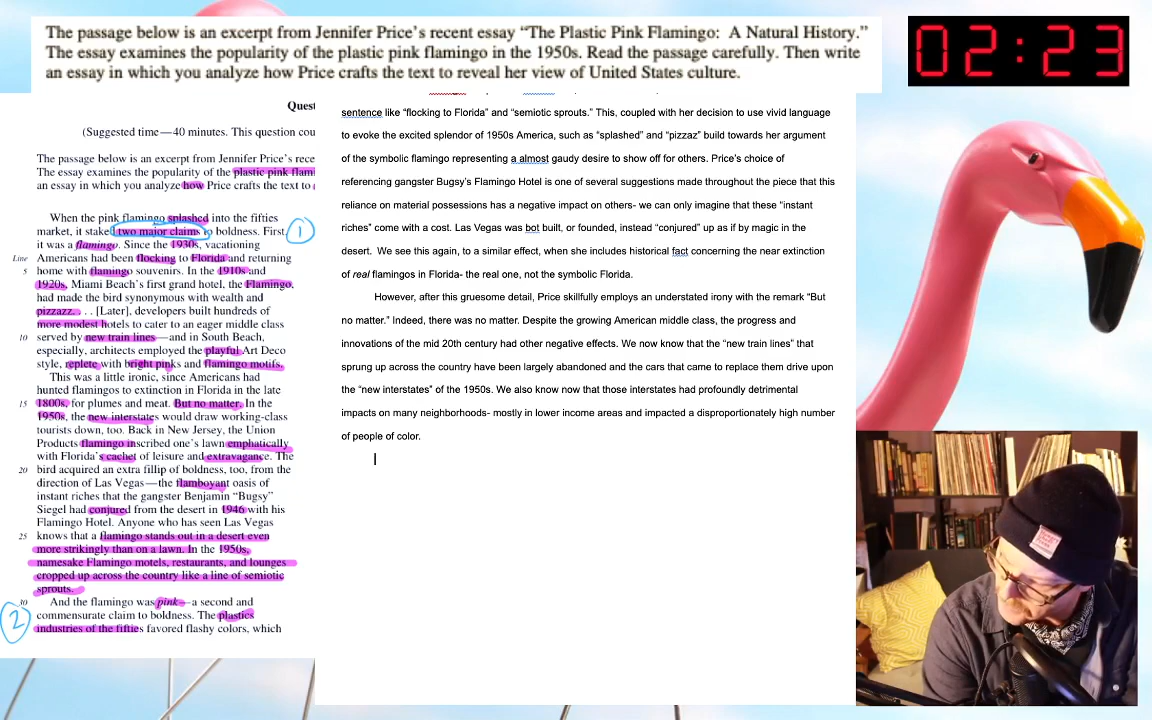 The passage below is an excerpt from Jennifer Price's recent essay “The Plastic Pink Flamingo: A Natural History.”
The essay examines the popularity of the plastic pink flamingo in the 1950s. Read the passage carefully. Then write
an essay in which you analyze how Price crafts the text to reveal her view of United States culture.
02:23
Quest
(Suggested time—40 minutes. This question cou
The passage below is an excerpt from Jennifer Price's rece
The essay examines the popularity of the plastic pink flam
an essay in which you analyze how Price crafts the text to
When the pink flamingo splashed into the fifties
market, it staked two major claims to boldness. First,
1
it was a flamingo. Since the 1930s, vacationing
Line Americans had been flocking to Florida and returning
5 home with flamingo souvenirs. In the 1910s and
1920s, Miami Beach's first grand hotel, the Flamingo,
had made the bird synonymous with wealth and
pizzazz. . . . [Later], developers built hundreds of
more modest hotels to cater to an eager middle class
10 served by new train lines—and in South Beach,
especially, architects employed the playful Art Deco
style, replete with bright pinks and flamingo motifs.
This was a little ironic, since Americans had
hunted flamingos to extinction in Florida in the late
15 1800s, for plumes and meat. But no matter. In the
1950s, the new interstates would draw working-class
tourists down, too. Back in New Jersey, the Union
Products flamingo inscribed one's lawn emphatically
with Florida's cachet of leisure and extravagance. The
20 bird acquired an extra fillip of boldness, too, from the
direction of Las Vegas—the flamboyant oasis of
instant riches that the gangster Benjamin “Bugsy”
Siegel had conjured from the desert in 1946 with his
Flamingo Hotel. Anyone who has seen Las Vegas
25 knows that a flamingo stands out in a desert even
more strikingly than on a lawn. In the 1950s,
namesake Flamingo motels, restaurants, and lounges
cropped up across the country like a line of semiotic
sprouts.
30 And the flamingo was pink—a second and
2
commensurate claim to boldness. The plastics
industries of the fifties favored flashy colors, which
sentence like “flocking to Florida” and “semiotic sprouts.” This, coupled with her decision to use vivid language
to evoke the excited splendor of 1950s America, such as “splashed” and “pizzaz” build towards her argument
of the symbolic flamingo representing a almost gaudy desire to show off for others. Price's choice of
referencing gangster Bugsy's Flamingo Hotel is one of several suggestions made throughout the piece that this
reliance on material possessions has a negative impact on others- we can only imagine that these “instant
riches” come with a cost. Las Vegas was bot built, or founded, instead “conjured” up as if by magic in the
desert. We see this again, to a similar effect, when she includes historical fact concerning the near extinction
of real flamingos in Florida- the real one, not the symbolic Florida.
However, after this gruesome detail, Price skillfully employs an understated irony with the remark “But
no matter.” Indeed, there was no matter. Despite the growing American middle class, the progress and
innovations of the mid 20th century had other negative effects. We now know that the “new train lines” that
sprung up across the country have been largely abandoned and the cars that came to replace them drive upon
the “new interstates” of the 1950s. We also know now that those interstates had profoundly detrimental
impacts on many neighborhoods- mostly in lower income areas and impacted a disproportionately high number
of people of color.